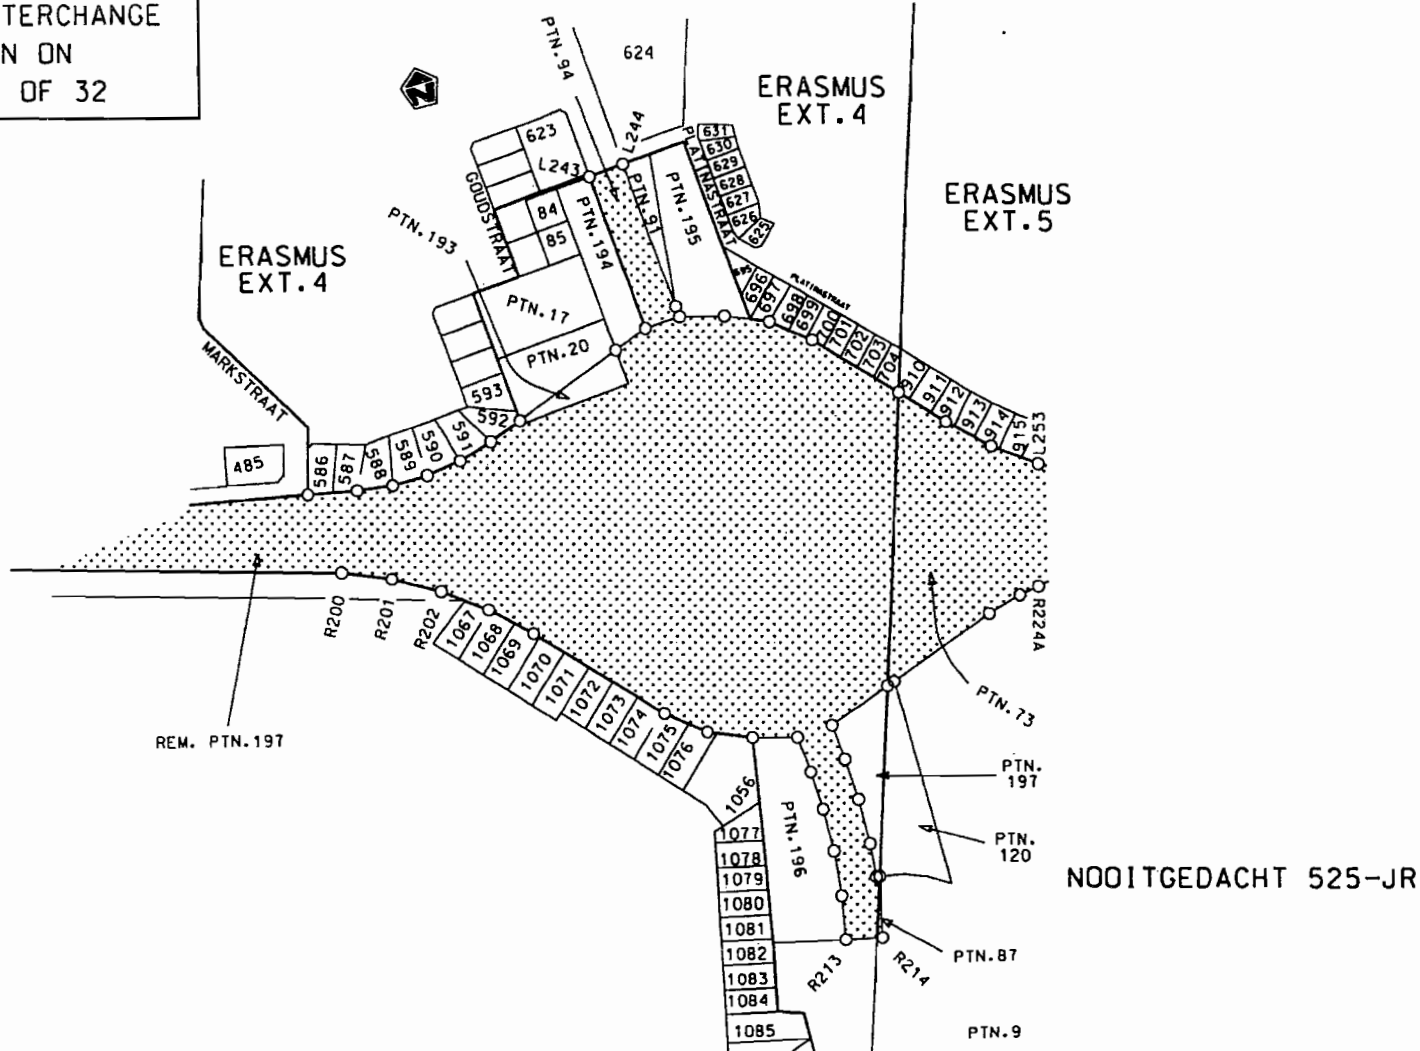 TERCHANGE
N ON
OF 32
N
PTN.94
624
ERASMUS
EXT.4
L244
623
L243
GOUDSTRAAT
84
85
PTN.194
PTN.91
PTN.195
PLATINASTRAAT
631
630
629
628
627
626
625
ERASMUS
EXT.5
PTN.193
ERASMUS
EXT.4
PTN.17
PTN.20
695
696
697
698
699
PLATINASTRAAT
700
701
702
703
704
910
911
912
913
914
915
L253
MARKSTRAAT
593
592
591
590
589
588
587
586
485
R200
R201
R202
R224A
1067
1068
1069
1070
1071
1072
1073
1074
1075
1076
1056
REM. PTN.197
PTN.73
PTN.
197
PTN.
120
PTN.196
1077
1078
1079
1080
1081
1082
1083
1084
1085
NOOITGEDACHT 525-JR
R213
R214
PTN.87
PTN.9